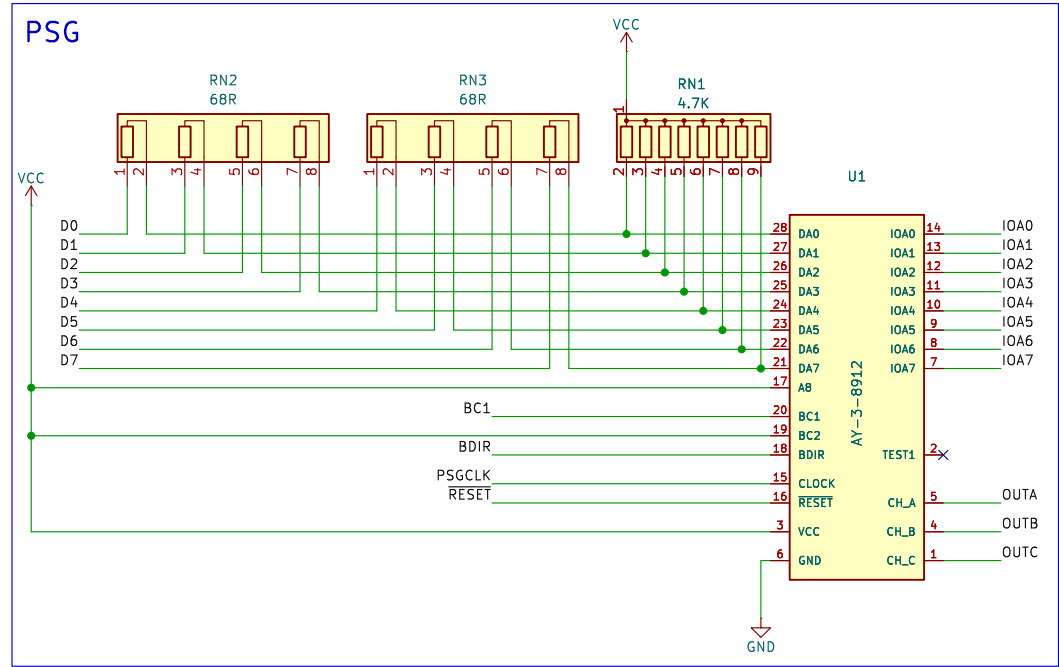 PSG
VCC
RN2
68R
RN3
68R
RN1
4.7K
1
1 2 3 4 5 6 7 8
1 2 3 4 5 6 7 8
2 3 4 5 6 7 8 9
VCC
U1
D0 28 DA0 IOA0 14 IOA0
D1 27 DA1 IOA1 13 IOA1
D2 26 DA2 IOA2 12 IOA2
D3 25 DA3 IOA3 11 IOA3
D4 24 DA4 IOA4 10 IOA4
D5 23 DA5 IOA5 9 IOA5
D6 22 DA6 IOA6 8 IOA6
D7 21 DA7 IOA7 7 IOA7
17 A8
AY-3-8912
BC1 20 BC1
19 BC2
BDIR 18 BDIR TEST1 2
PSGCLK 15 CLOCK
RESET 16 RESET CH_A 5 OUTA
3 VCC CH_B 4 OUTB
6 GND CH_C 1 OUTC
GND